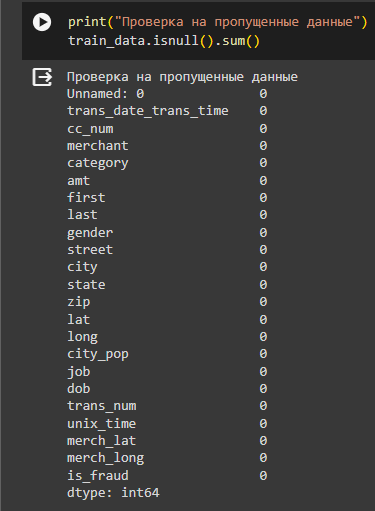 print("Проверка на пропущенные данные")
train_data.isnull().sum()
Проверка на пропущенные данные
Unnamed: 0 0
trans_date_trans_time 0
cc_num 0
merchant 0
category 0
amt 0
first 0
last 0
gender 0
street 0
city 0
state 0
zip 0
lat 0
long 0
city_pop 0
job 0
dob 0
trans_num 0
unix_time 0
merch_lat 0
merch_long 0
is_fraud 0
dtype: int64